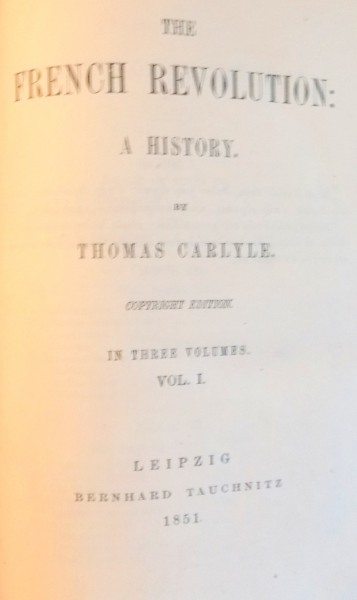 THE
FRENCH REVOLUTION:
A HISTORY.
BY
THOMAS CARLYLE.
COPYRIGHT EDITION.
IN THREE VOLUMES.
VOL. I.
LEIPZIG
BERNHARD TAUCHNITZ
1851.